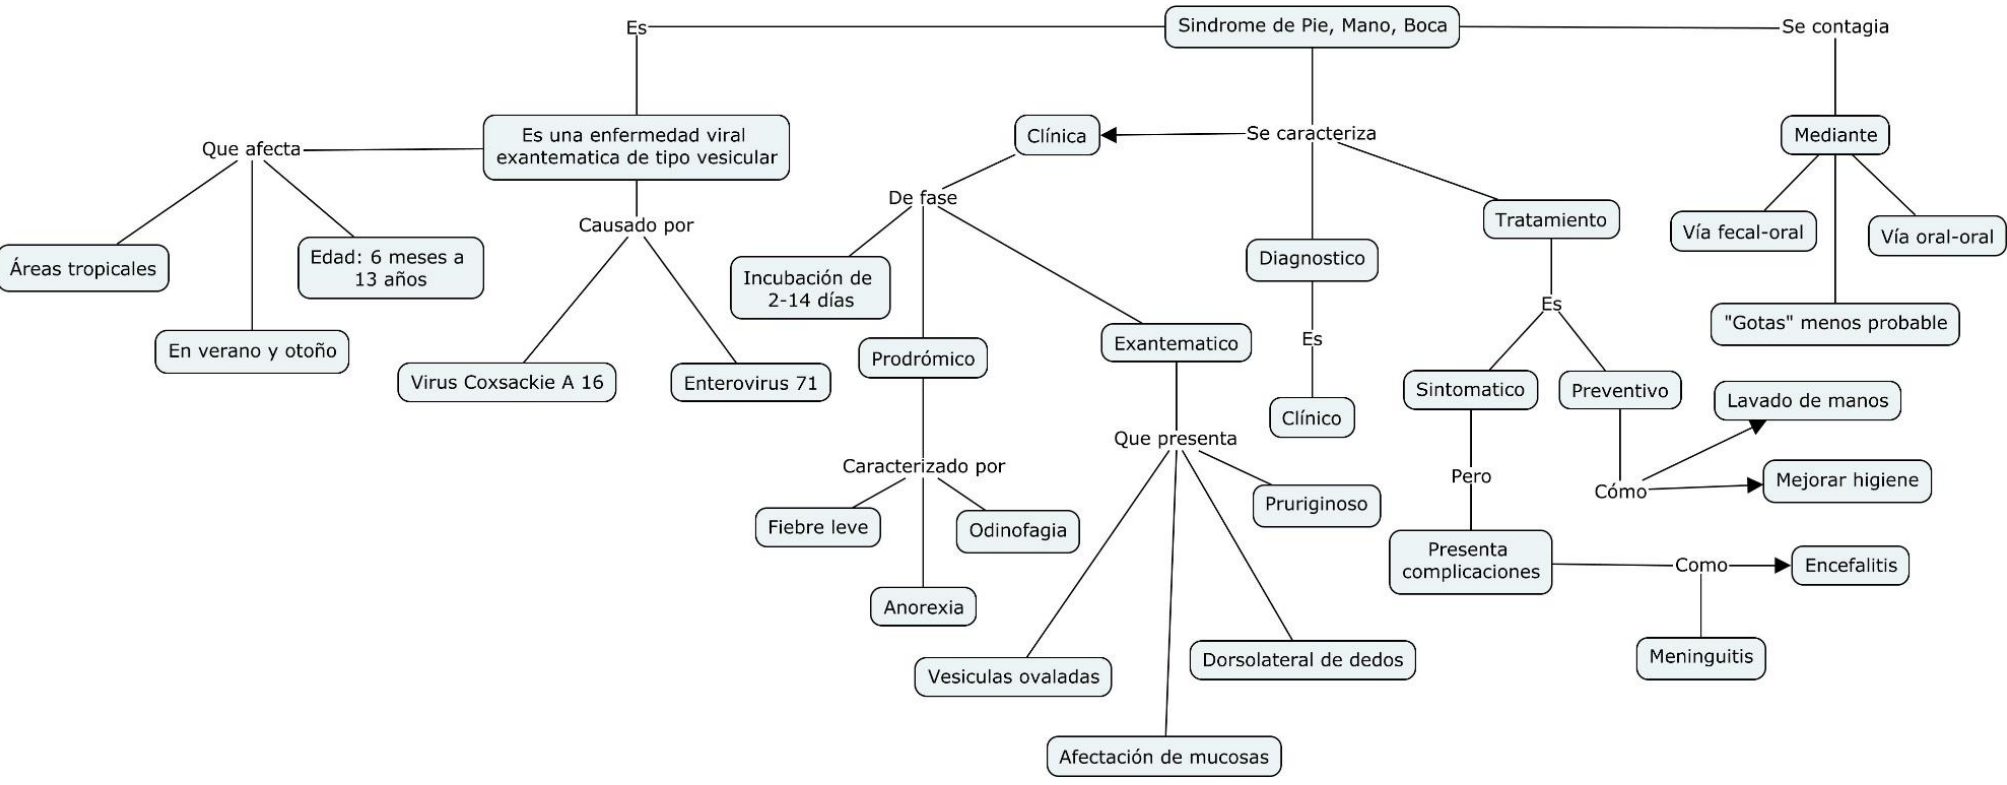 Sindrome de Pie, Mano, Boca
Es
Se contagia
Es una enfermedad viral
exantematica de tipo vesicular
Que afecta
Áreas tropicales
En verano y otoño
Edad: 6 meses a
13 años
Causado por
Virus Coxsackie A 16
Enterovirus 71
Se caracteriza
Clínica
De fase
Incubación de
2-14 días
Prodrómico
Caracterizado por
Fiebre leve
Anorexia
Odinofagia
Exantematico
Que presenta
Vesiculas ovaladas
Afectación de mucosas
Dorsolateral de dedos
Pruriginoso
Diagnostico
Es
Clínico
Tratamiento
Es
Sintomatico
Pero
Presenta
complicaciones
Como
Encefalitis
Meninguitis
Preventivo
Cómo
Lavado de manos
Mejorar higiene
Mediante
Vía fecal-oral
"Gotas" menos probable
Vía oral-oral